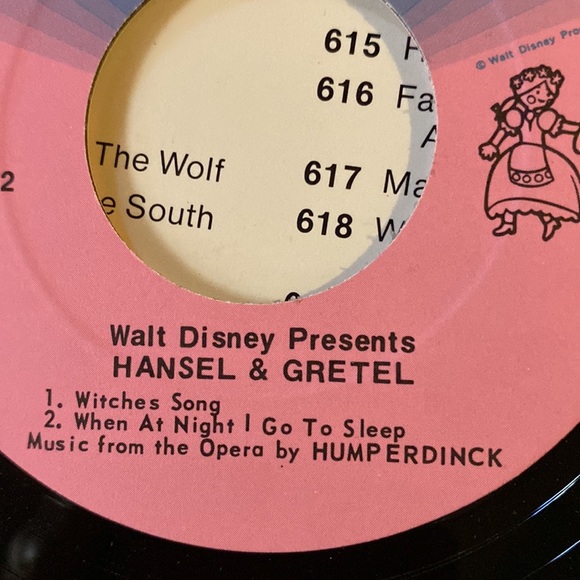 615
© Walt Disney Pro
616 Fa
The Wolf 617 Ma
2
South 618 W
Walt Disney Presents
HANSEL & GRETEL
1. Witches Song
2. When At Night I Go To Sleep
Music from the Opera by HUMPERDINCK